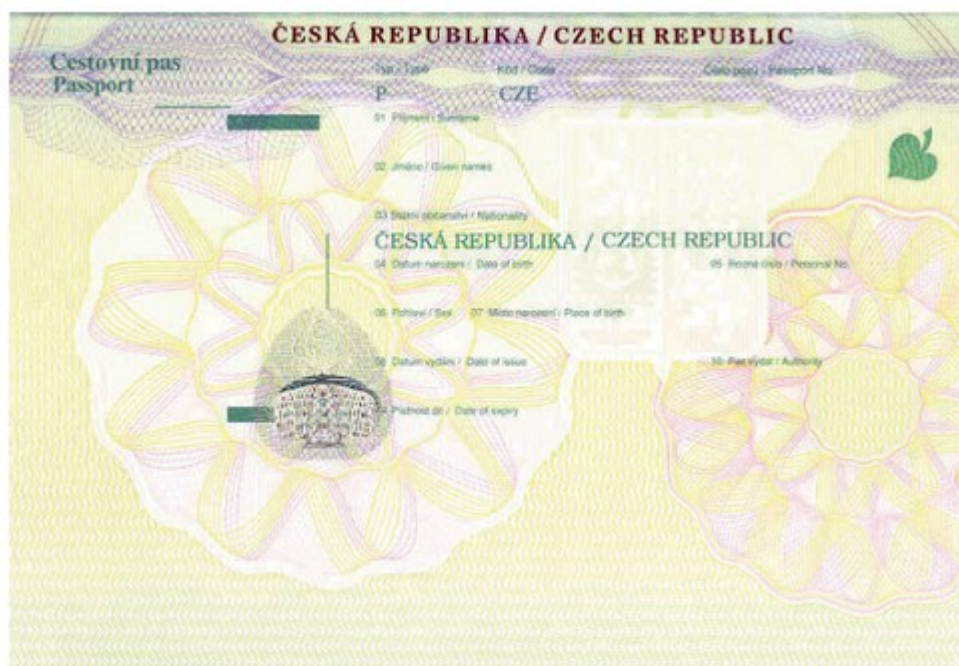 ČESKÁ REPUBLIKA / CZECH REPUBLIC
Cestovní pas
Passport
Typ / Type Kód / Code Číslo pasu / Passport No.
P CZE
01 Příjmení / Surname
02 Jméno / Given names
03 Státní občanství / Nationality
ČESKÁ REPUBLIKA / CZECH REPUBLIC
04 Datum narození / Date of birth 05 Rodné číslo / Personal No.
06 Pohlaví / Sex 07 Místo narození / Place of birth
08 Datum vydání / Date of issue 10 Pas vydal / Authority
09 Platnost do / Date of expiry